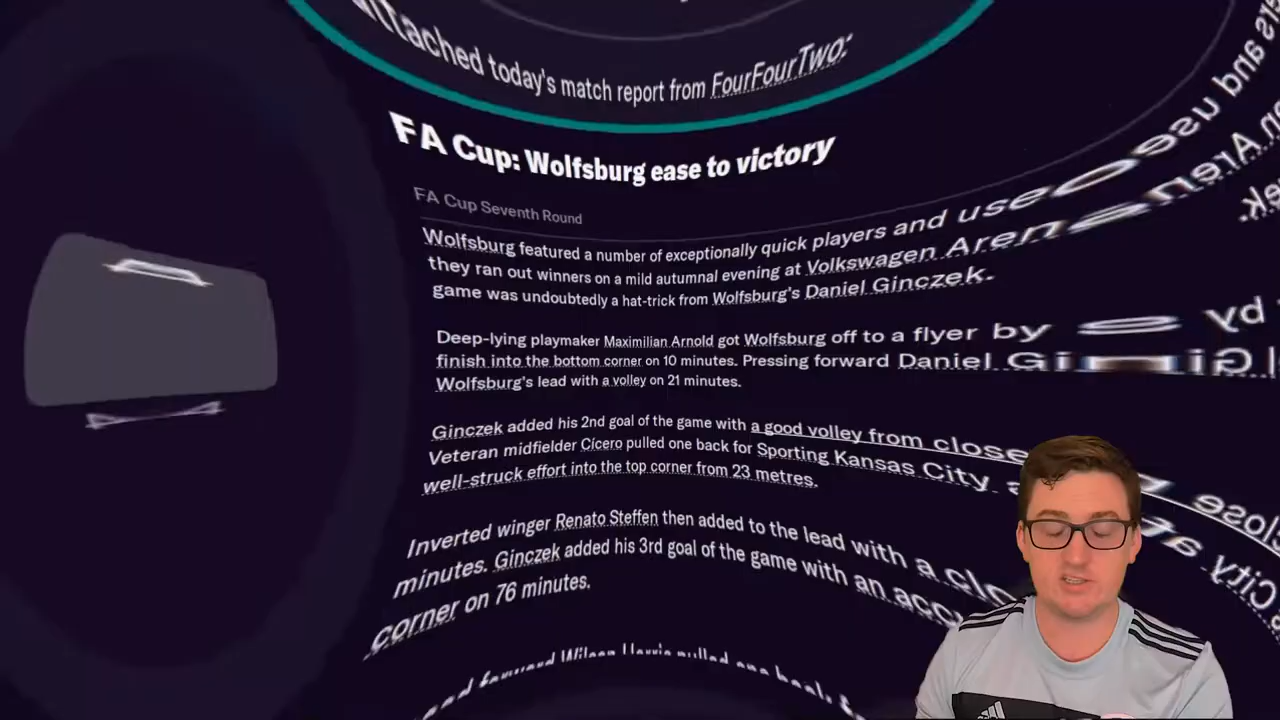 attached today's match report from FourFourTwo:
FA Cup: Wolfsburg ease to victory
FA Cup Seventh Round
Wolfsburg featured a number of exceptionally quick players and
they ran out winners on a mild autumnal evening at Volkswagen
game was undoubtedly a hat-trick from Wolfsburg's Daniel Ginczek.
Deep-lying playmaker Maximilian Arnold got Wolfsburg off to a flyer by
finish into the bottom corner on 10 minutes. Pressing forward Daniel
Wolfsburg's lead with a volley on 21 minutes.
Ginczek added his 2nd goal of the game with a good volley from close
Veteran midfielder Cícero pulled one back for Sporting Kansas City
well-struck effort into the top corner from 23 metres.
Inverted winger Renato Steffen then added to the lead with a
minutes. Ginczek added his 3rd goal of the game with an
corner on 76 minutes.
forward Wilson Harris pulled one back